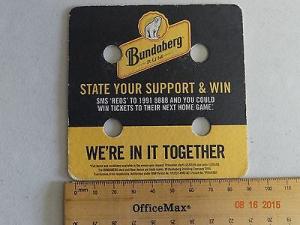 Bundaberg
RUM
STATE YOUR SUPPORT & WIN
SMS 'REDS' TO 1991 5888 AND YOU COULD
WIN TICKETS TO THEIR NEXT HOME GAME*
WE'RE IN IT TOGETHER
OfficeMax®
08 16 2015